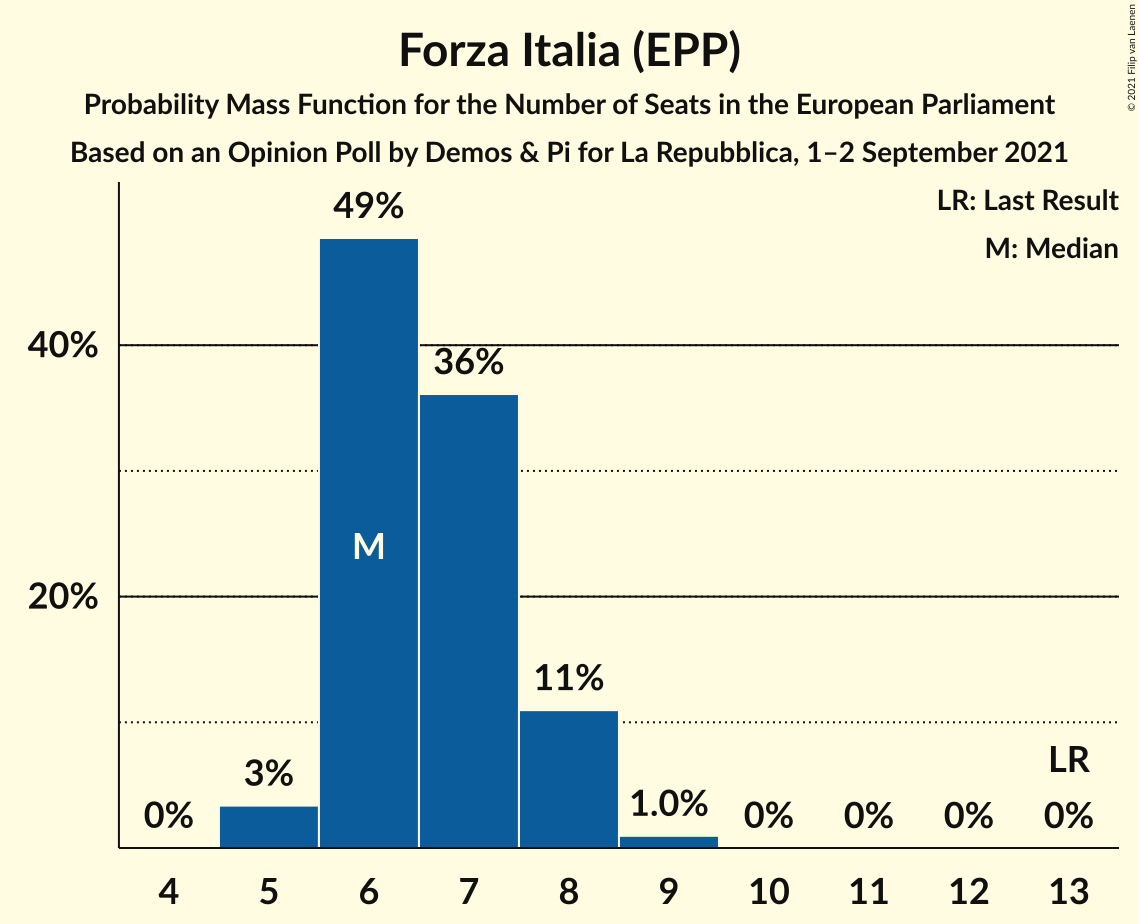 Forza Italia (EPP)
Probability Mass Function for the Number of Seats in the European Parliament
Based on an Opinion Poll by Demos & Pi for La Repubblica, 1–2 September 2021
© 2021 Filip van Laenen
LR: Last Result
M: Median
49%
40%
36%
M
20%
11%
LR
3%
1.0%
0% 0% 0% 0% 0%
4 5 6 7 8 9 10 11 12 13